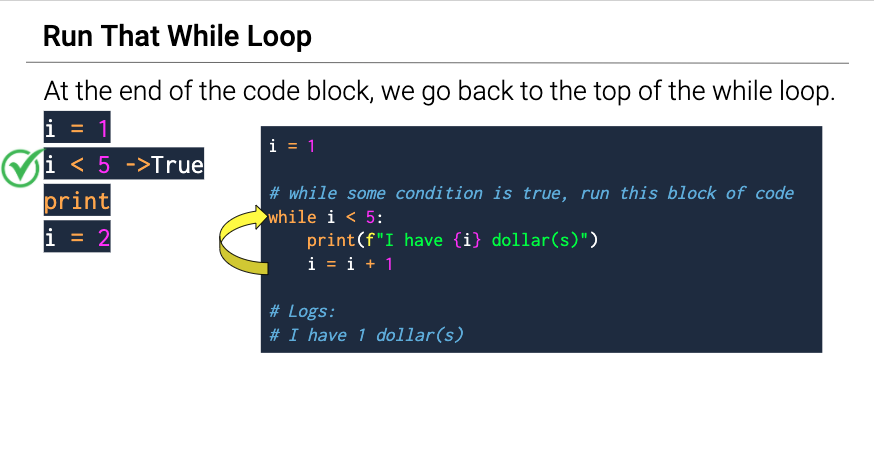 Run That While Loop
At the end of the code block, we go back to the top of the while loop.
i = 1
i < 5 ->True
print
i = 2
i = 1
# while some condition is true, run this block of code
while i < 5:
    print(f"I have {i} dollar(s)")
    i = i + 1
# Logs:
# I have 1 dollar(s)